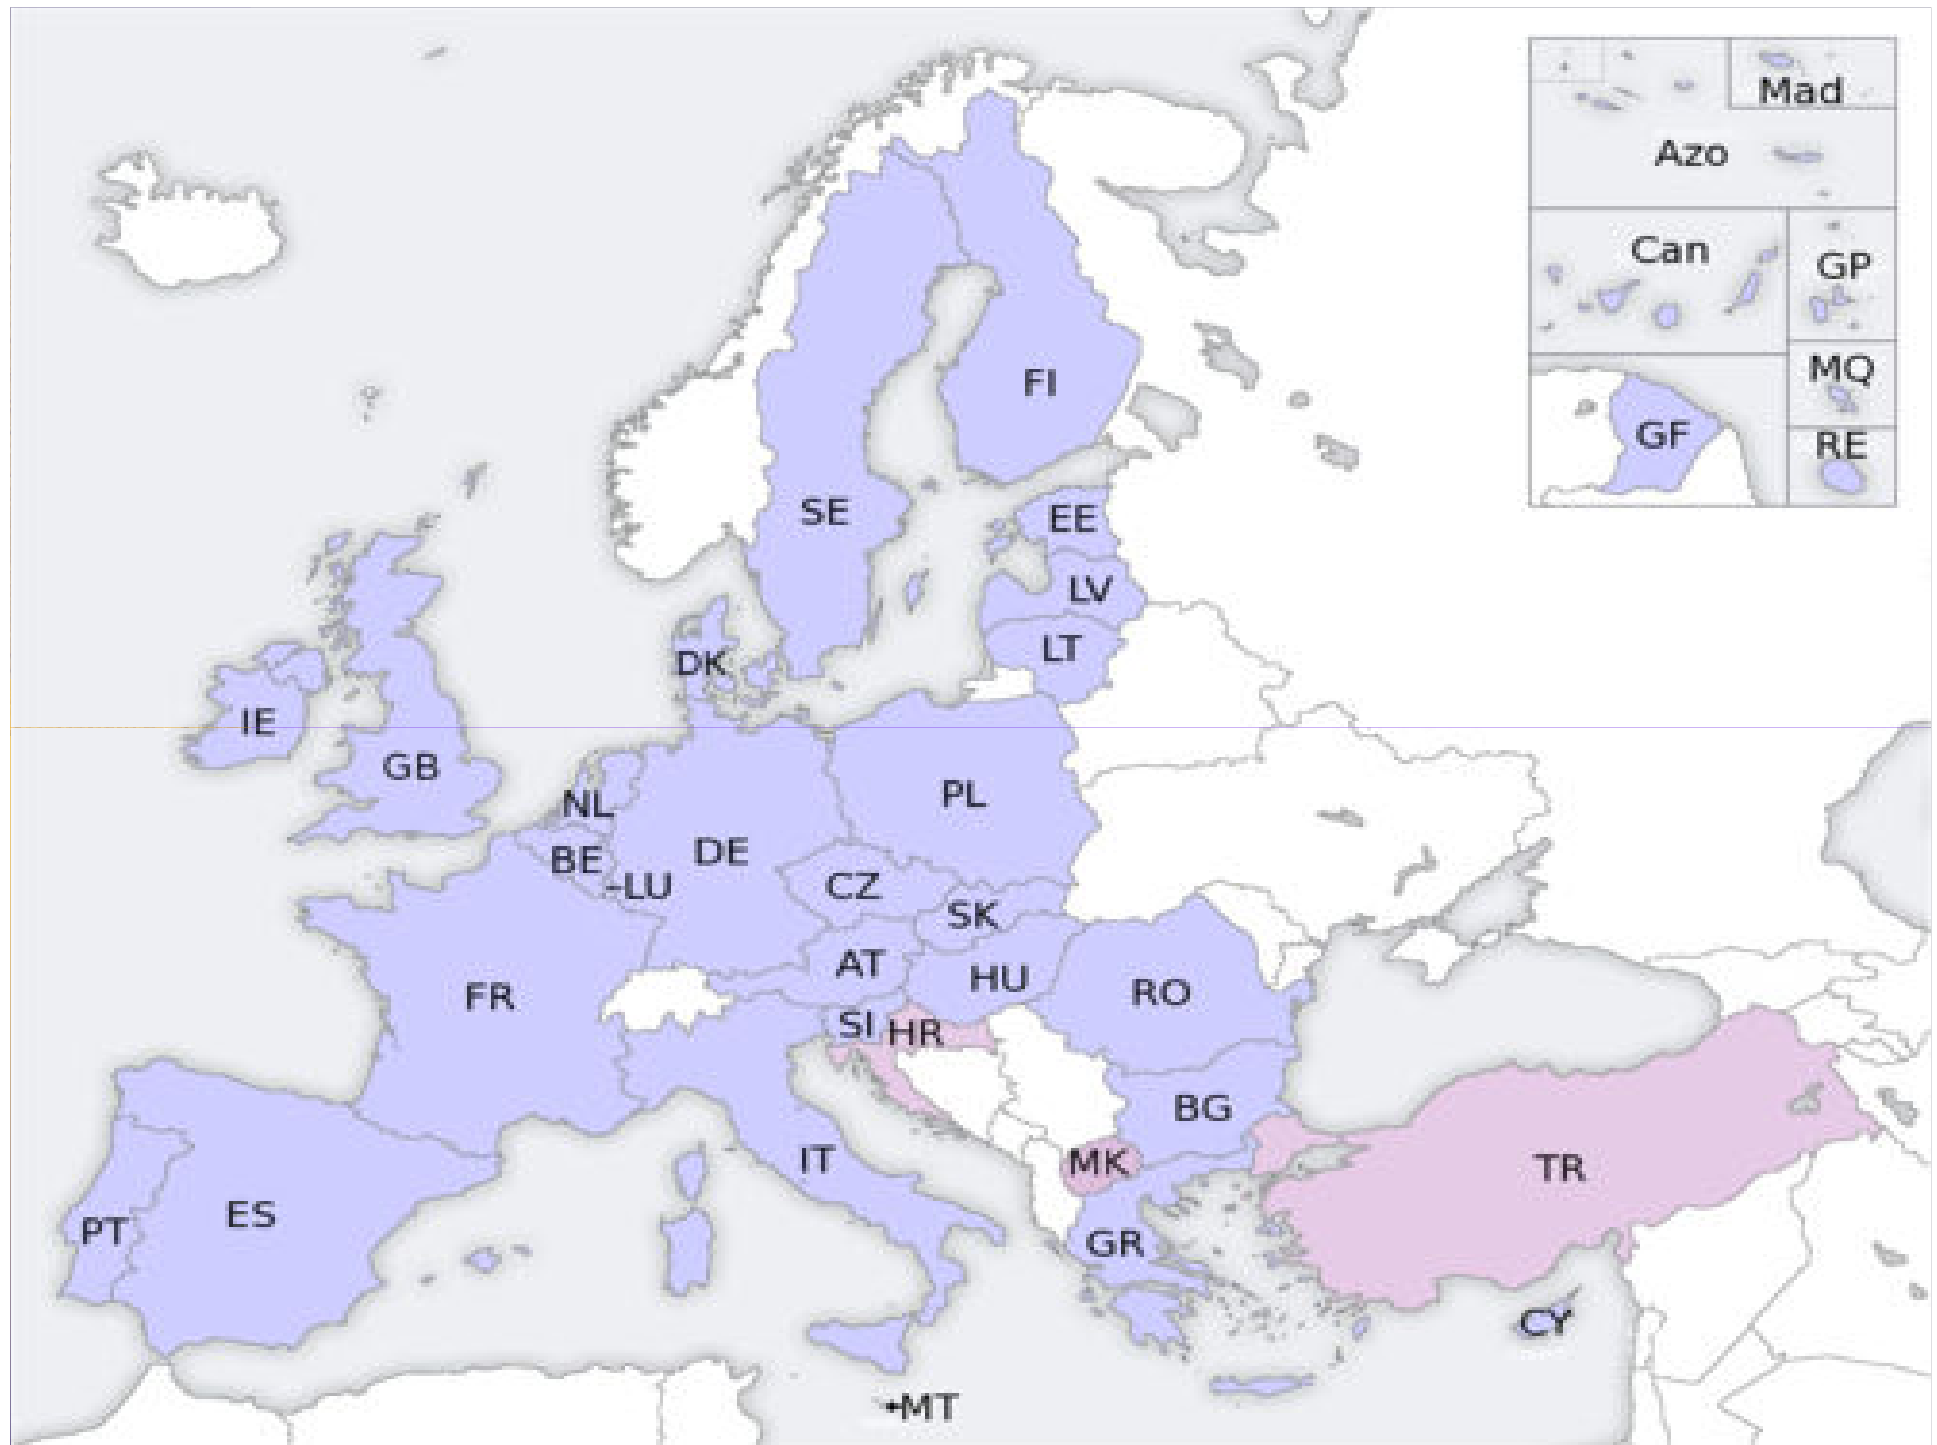 Mad
Azo
Can
GP
MQ
GF
RE
FI
SE
EE
LV
LT
DK
IE
GB
NL
PL
BE
DE
LU
CZ
SK
AT
HU
FR
RO
SI
HR
BG
IT
MK
TR
ES
PT
GR
CY
MT